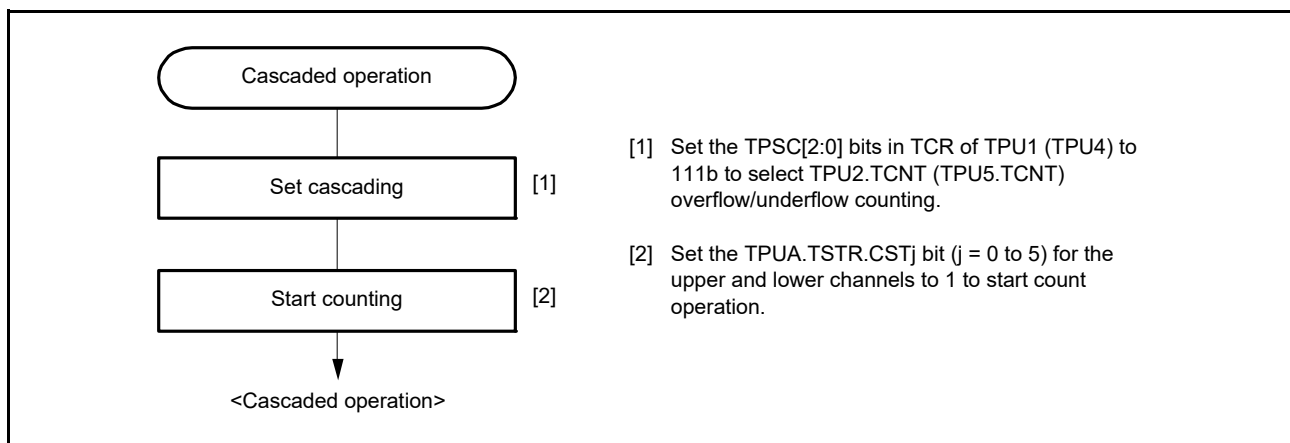 Cascaded operation
Set cascading
[1]
Start counting
[2]
<Cascaded operation>
[1] Set the TPSC[2:0] bits in TCR of TPU1 (TPU4) to
111b to select TPU2.TCNT (TPU5.TCNT)
overflow/underflow counting.
[2] Set the TPUA.TSTR.CSTj bit (j = 0 to 5) for the
upper and lower channels to 1 to start count
operation.